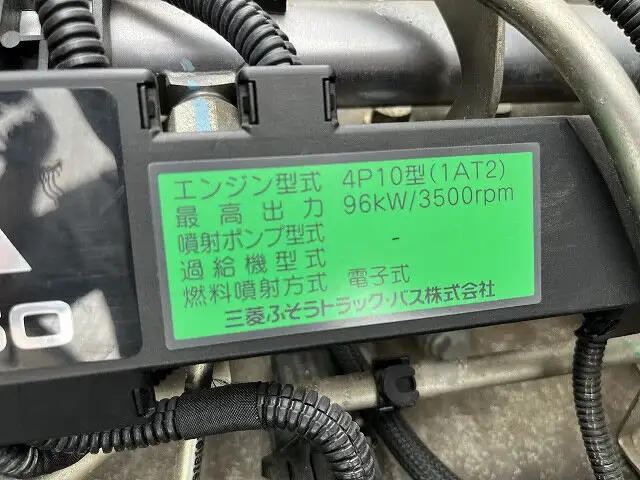 エンジン型式 4P10型(1AT2)
最高出力 96kW/3500rpm
噴射ポンプ型式 -
過給機型式
燃料噴射方式 電子式
三菱ふそうトラック・バス株式会社